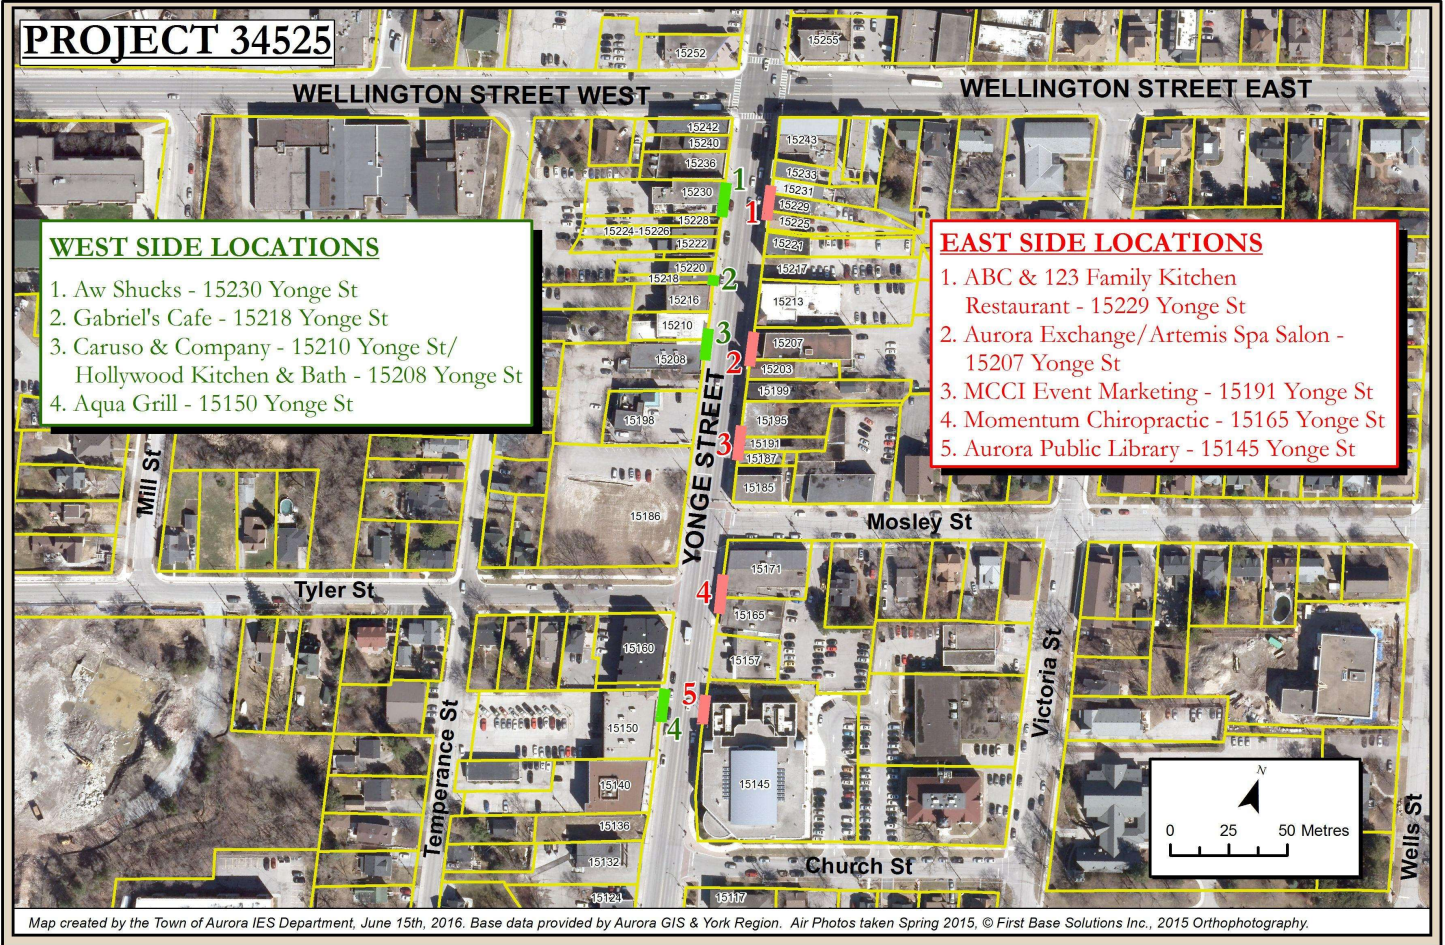 PROJECT 34525
15252
15255
WELLINGTON STREET WEST
WELLINGTON STREET EAST
15242
15240
15236
15230
15228
15224-15226
15222
15220
15218
15216
15210
15208
15198
15186
15243
15233
15231
15229
15225
15221
15217
15213
15207
15203
15199
15195
15191
15187
15185
1
1
2
3
2
3
4
5
4
WEST SIDE LOCATIONS
1. Aw Shucks - 15230 Yonge St
2. Gabriel's Cafe - 15218 Yonge St
3. Caruso & Company - 15210 Yonge St/
Hollywood Kitchen & Bath - 15208 Yonge St
4. Aqua Grill - 15150 Yonge St
EAST SIDE LOCATIONS
1. ABC & 123 Family Kitchen
Restaurant - 15229 Yonge St
2. Aurora Exchange/Artemis Spa Salon -
15207 Yonge St
3. MCCI Event Marketing - 15191 Yonge St
4. Momentum Chiropractic - 15165 Yonge St
5. Aurora Public Library - 15145 Yonge St
YONGE STREET
Mill St
Mosley St
Tyler St
15171
15165
15157
15160
15150
15145
15140
15136
15132
15124
15117
Temperance St
Victoria St
Wells St
Church St
N
0 25 50 Metres
Map created by the Town of Aurora IES Department, June 15th, 2016. Base data provided by Aurora GIS & York Region. Air Photos taken Spring 2015, © First Base Solutions Inc., 2015 Orthophotography.